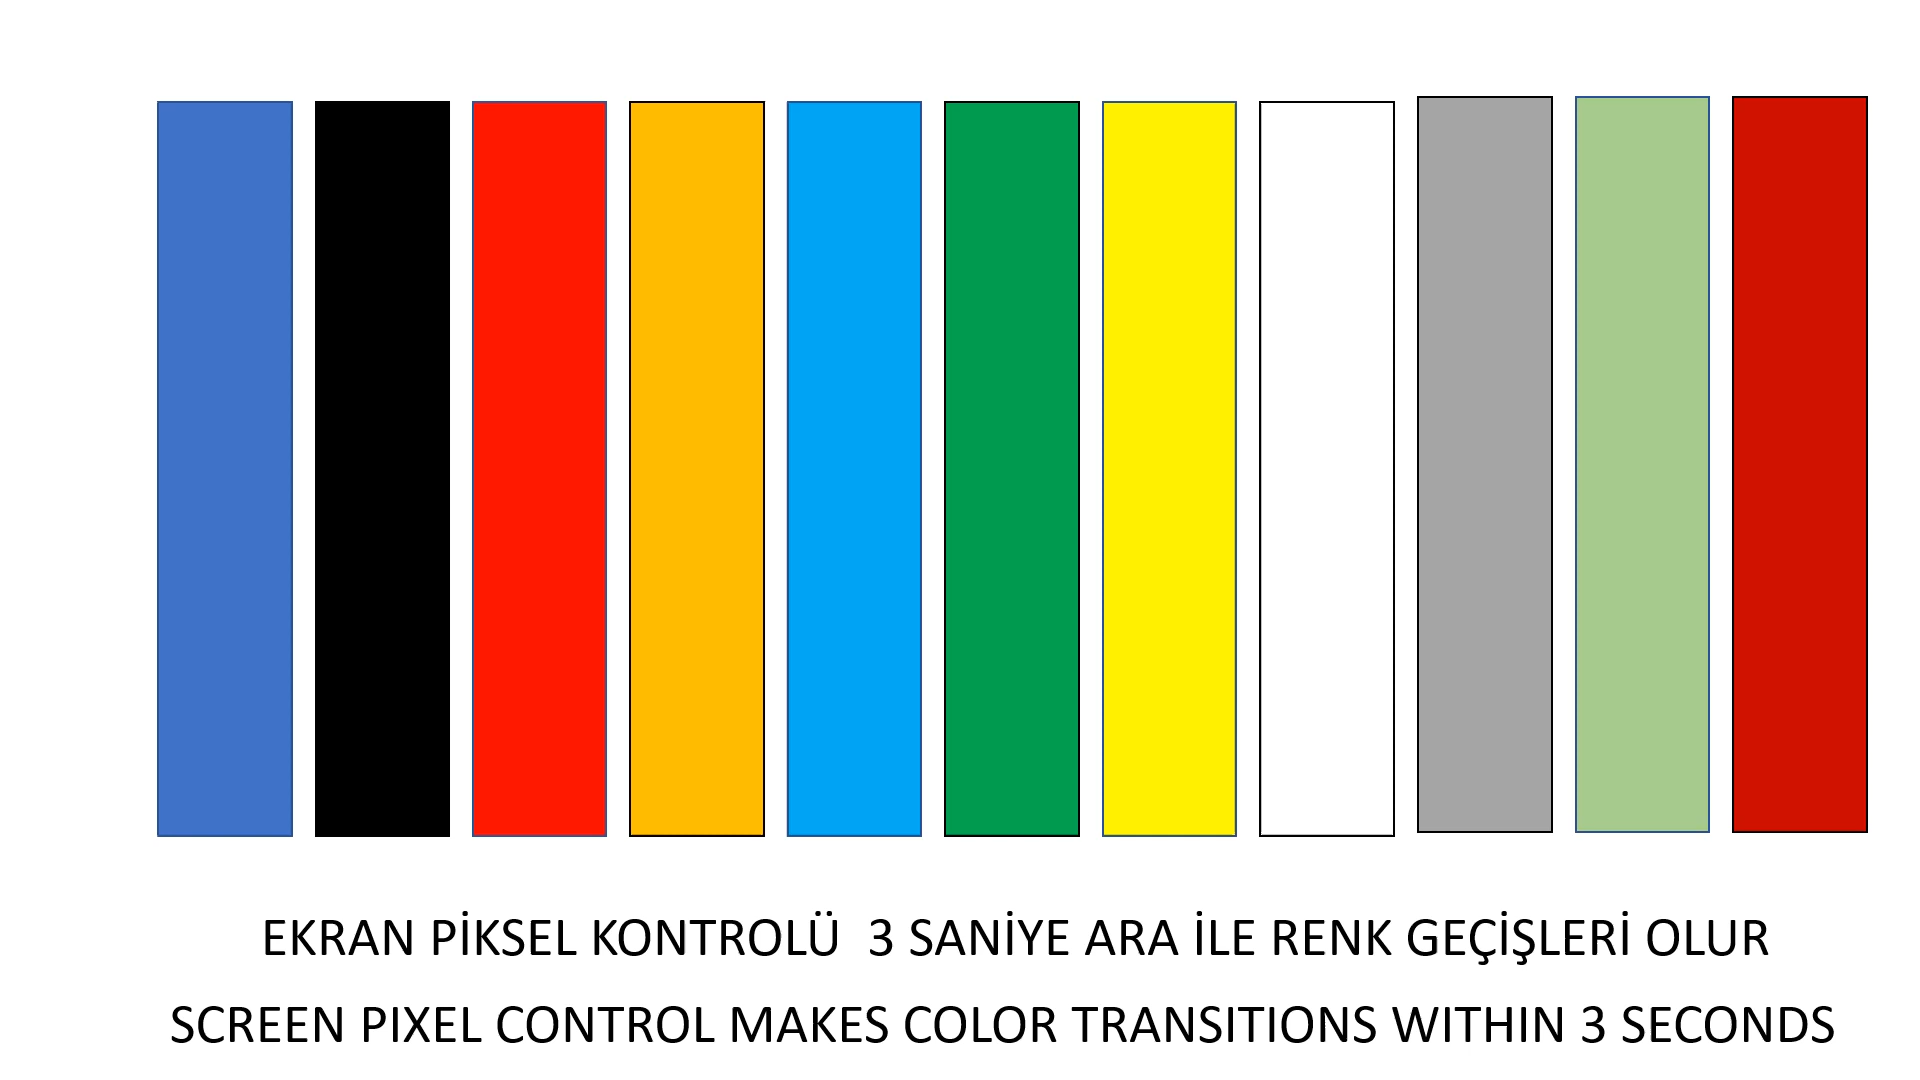 EKRAN PİKSEL KONTROLÜ  3 SANİYE ARA İLE RENK GEÇİŞLERİ OLUR
SCREEN PIXEL CONTROL MAKES COLOR TRANSITIONS WITHIN 3 SECONDS